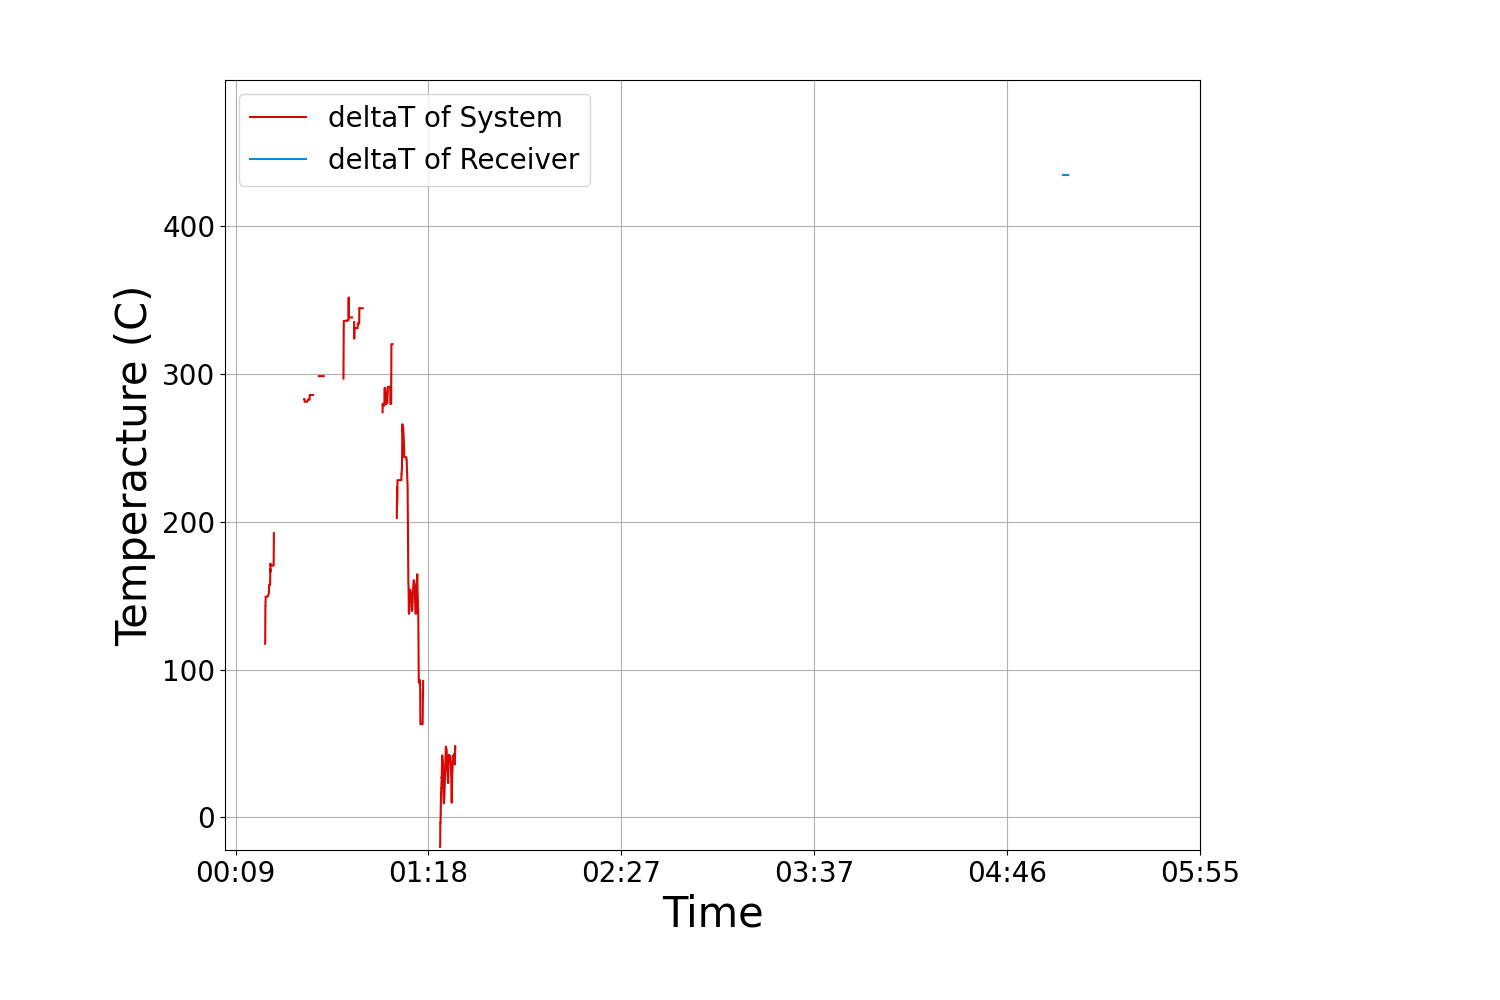 deltaT of System
deltaT of Receiver
400
300
200
100
0
Temperacture (C)
00:09 01:18 02:27 03:37 04:46 05:55
Time